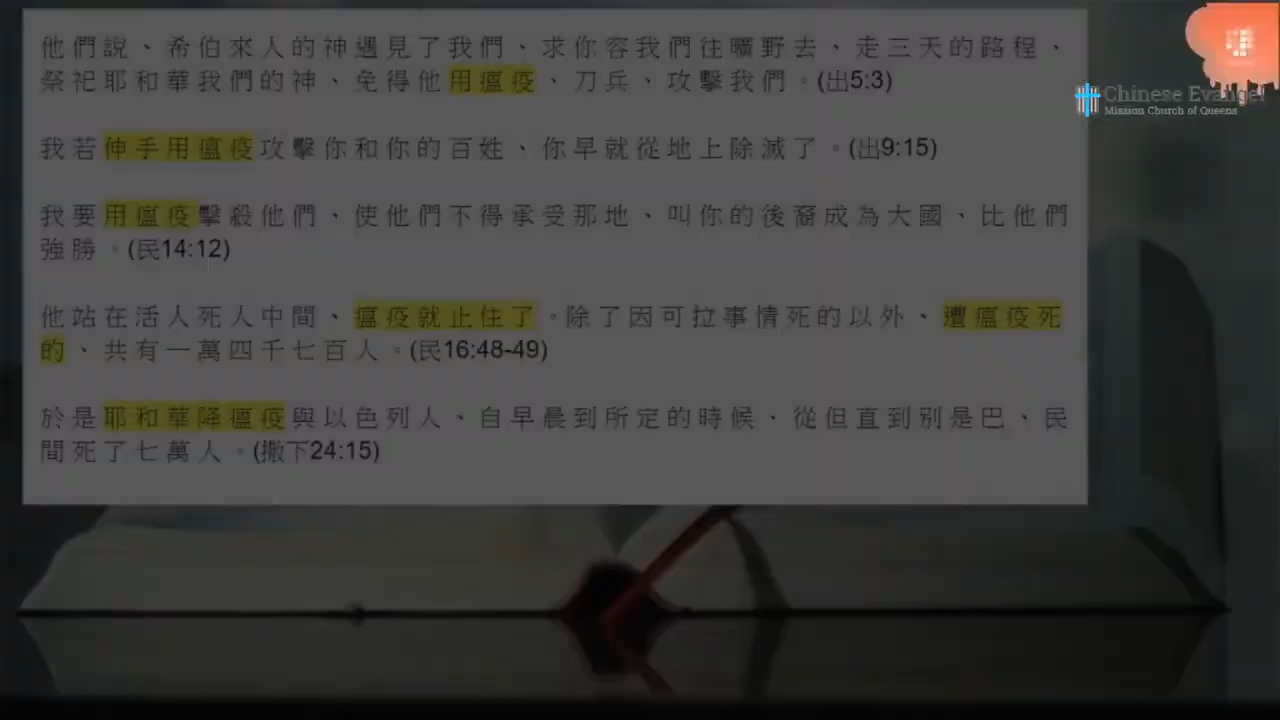 他們說、希伯來人的神遇見了我們、求你容我們往曠野去、走三天的路程、
祭祀耶和華我們的神、免得他用瘟疫、刀兵、攻擊我們。(出5:3)
我若伸手用瘟疫攻擊你和你的百姓、你早就從地上除滅了。(出9:15)
我要用瘟疫擊殺他們、使他們不得承受那地、叫你的後裔成為大國、比他們
強勝。(民14:12)
他站在活人死人中間、瘟疫就止住了。除了因可拉事情死的以外、遭瘟疫死
的、共有一萬四千七百人。(民16:48-49)
於是耶和華降瘟疫與以色列人、自早晨到所定的時候．從但直到別是巴、民
間死了七萬人。(撒下24:15)
Chinese Evangel
Mission Church of Queens